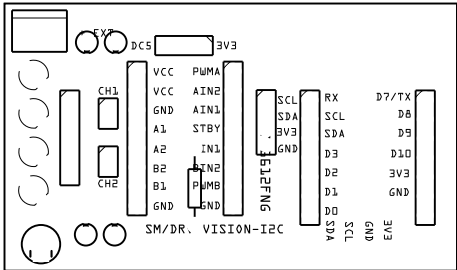 EXT
DC5 3V3
CH1
CH2
VCC
VCC
GND
A1
A2
B2
B1
GND
PWMA
AIN2
AIN1
STBY
IN1
BIN2
PWMB
GND
SCL
SDA
3V3
GND
RX
SCL
SDA
D3
D2
D1
D0
D7/TX
D8
D9
D10
3V3
GND
SDA
SCL
GND
3V3
SM/DR. VISION-I2C